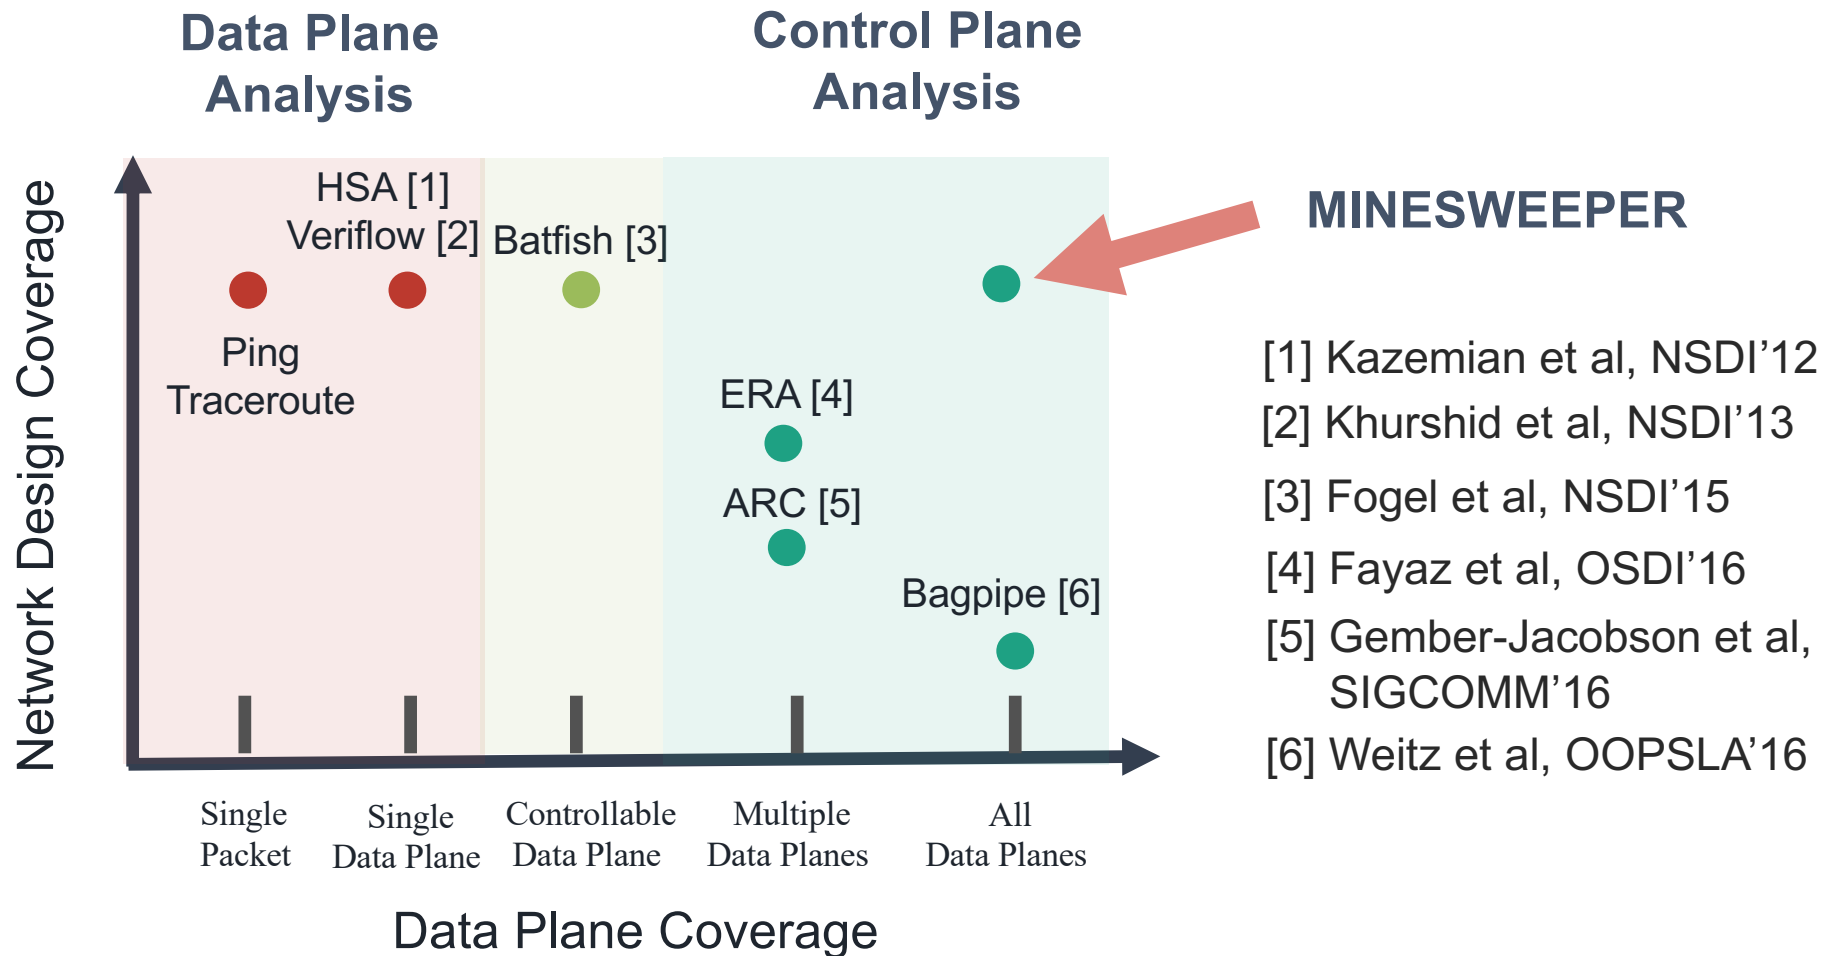 Data Plane
Analysis
Control Plane
Analysis
Network Design Coverage
HSA [1]
Veriflow [2]
Batfish [3]
Ping
Traceroute
ERA [4]
ARC [5]
Bagpipe [6]
MINESWEEPER
[1] Kazemian et al, NSDI’12
[2] Khurshid et al, NSDI’13
[3] Fogel et al, NSDI’15
[4] Fayaz et al, OSDI’16
[5] Gember-Jacobson et al,
SIGCOMM’16
[6] Weitz et al, OOPSLA’16
Single
Packet
Single
Data Plane
Controllable
Data Plane
Multiple
Data Planes
All
Data Planes
Data Plane Coverage